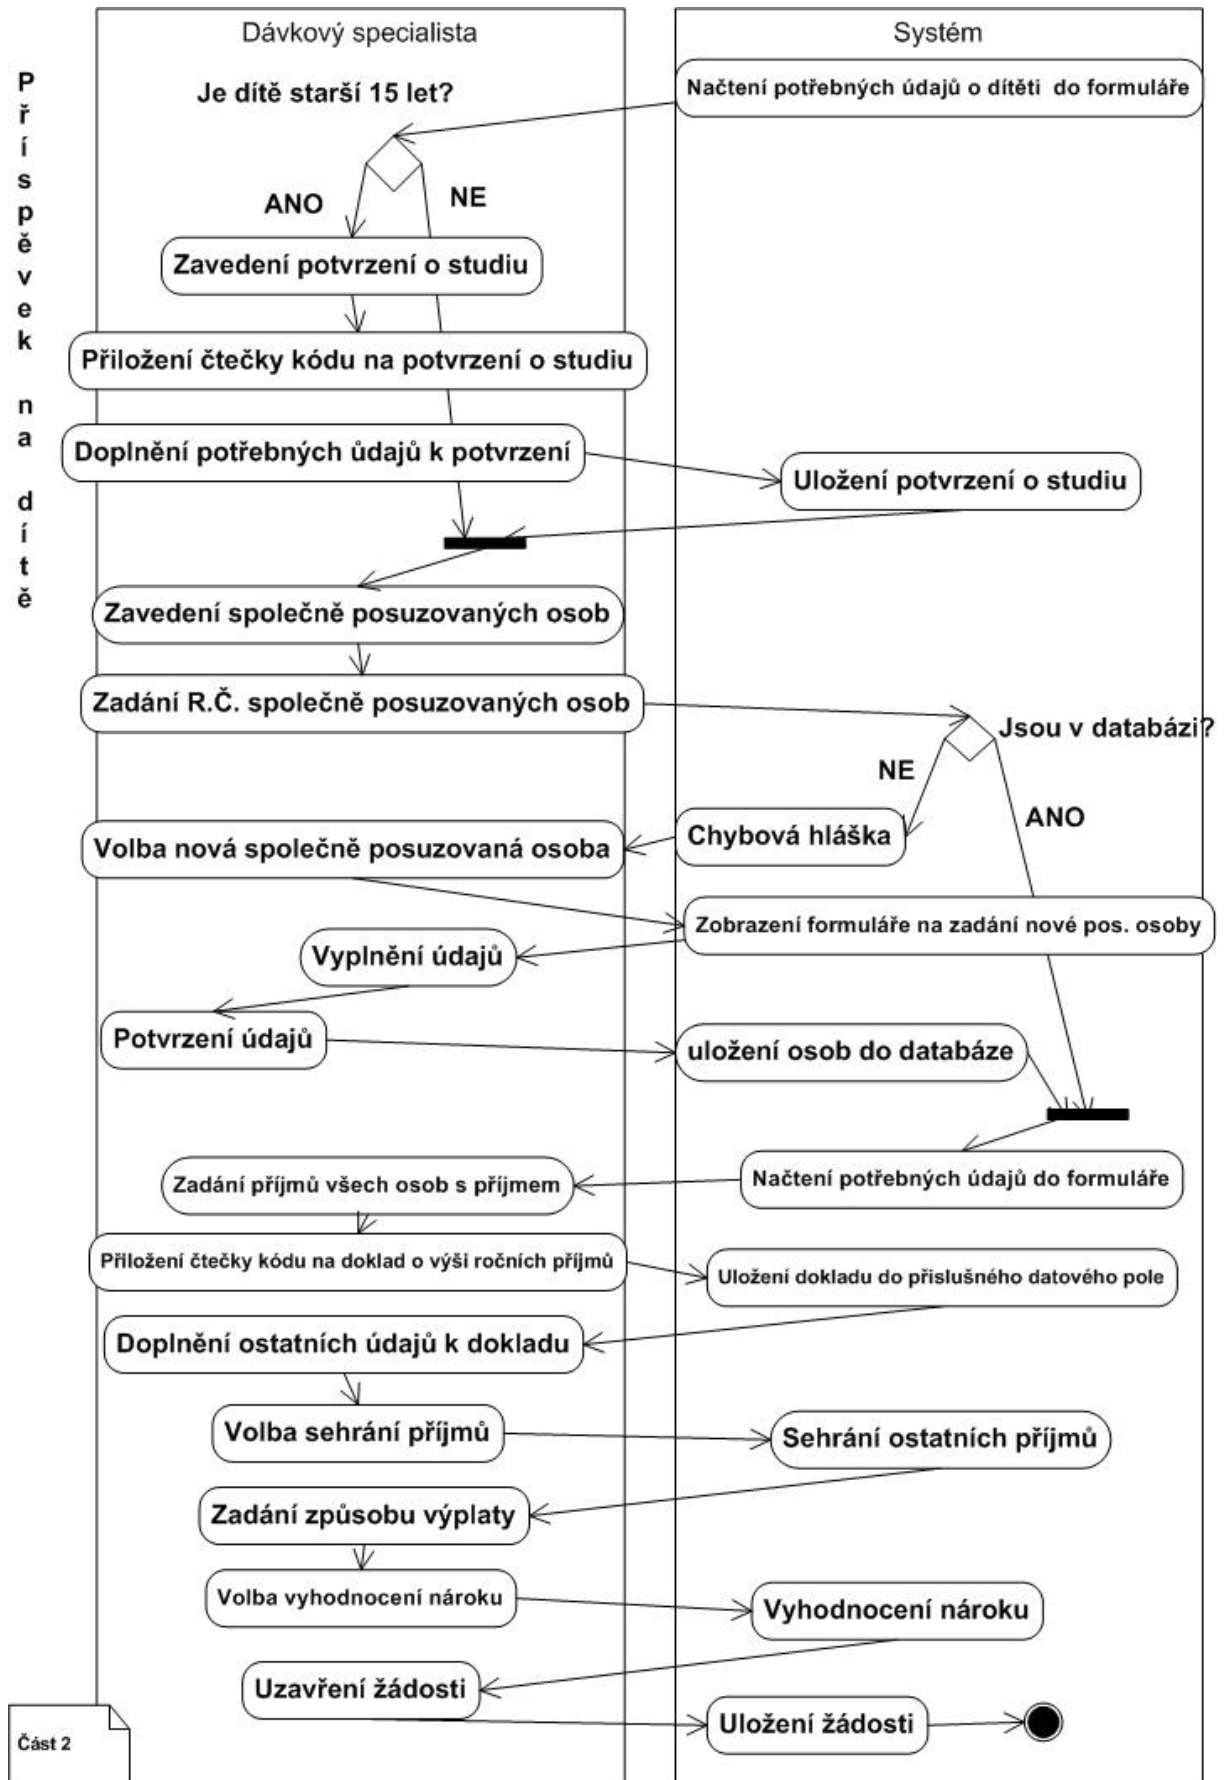 Dávkový specialista
Systém
Příspěvek na dítě
Je dítě starší 15 let?
Načtení potřebných údajů o dítěti do formuláře
ANO
NE
Zavedení potvrzení o studiu
Přiložení čtečky kódu na potvrzení o studiu
Doplnění potřebných ůdajů k potvrzení
Uložení potvrzení o studiu
Zavedení společně posuzovaných osob
Zadání R.Č. společně posuzovaných osob
Jsou v databázi?
NE
ANO
Chybová hláška
Volba nová společně posuzovaná osoba
Zobrazení formuláře na zadání nové pos. osoby
Vyplnění údajů
Potvrzení údajů
uložení osob do databáze
Načtení potřebných údajů do formuláře
Zadání příjmů všech osob s příjmem
Přiložení čtečky kódu na doklad o výši ročních příjmů
Uložení dokladu do přislušného datového pole
Doplnění ostatních údajů k dokladu
Volba sehrání příjmů
Sehrání ostatních příjmů
Zadání způsobu výplaty
Volba vyhodnocení nároku
Vyhodnocení nároku
Uzavření žádosti
Uložení žádosti
Část 2